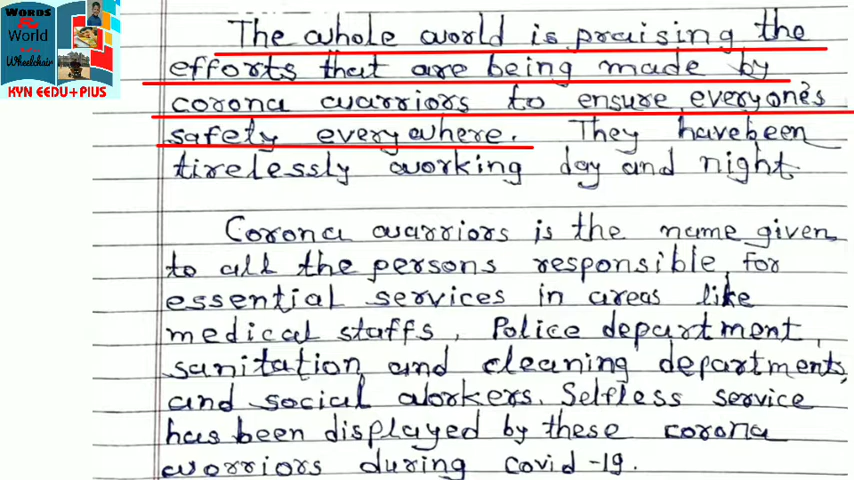 WORDS
&
World
Wheelchair
KYN EEDU+PlUS
The whole world is praising the
efforts that are being made by
corona warriors to ensure everyone's
safety everywhere. They havebeen
tirelessly working day and night
Corona warriors is the name given
to all the persons responsible for
essential services in areas like
medical staffs, Police department,
sanitation and cleaning departments,
and social workers. Selfless service
has been displayed by these corona
worriors during covid-19.